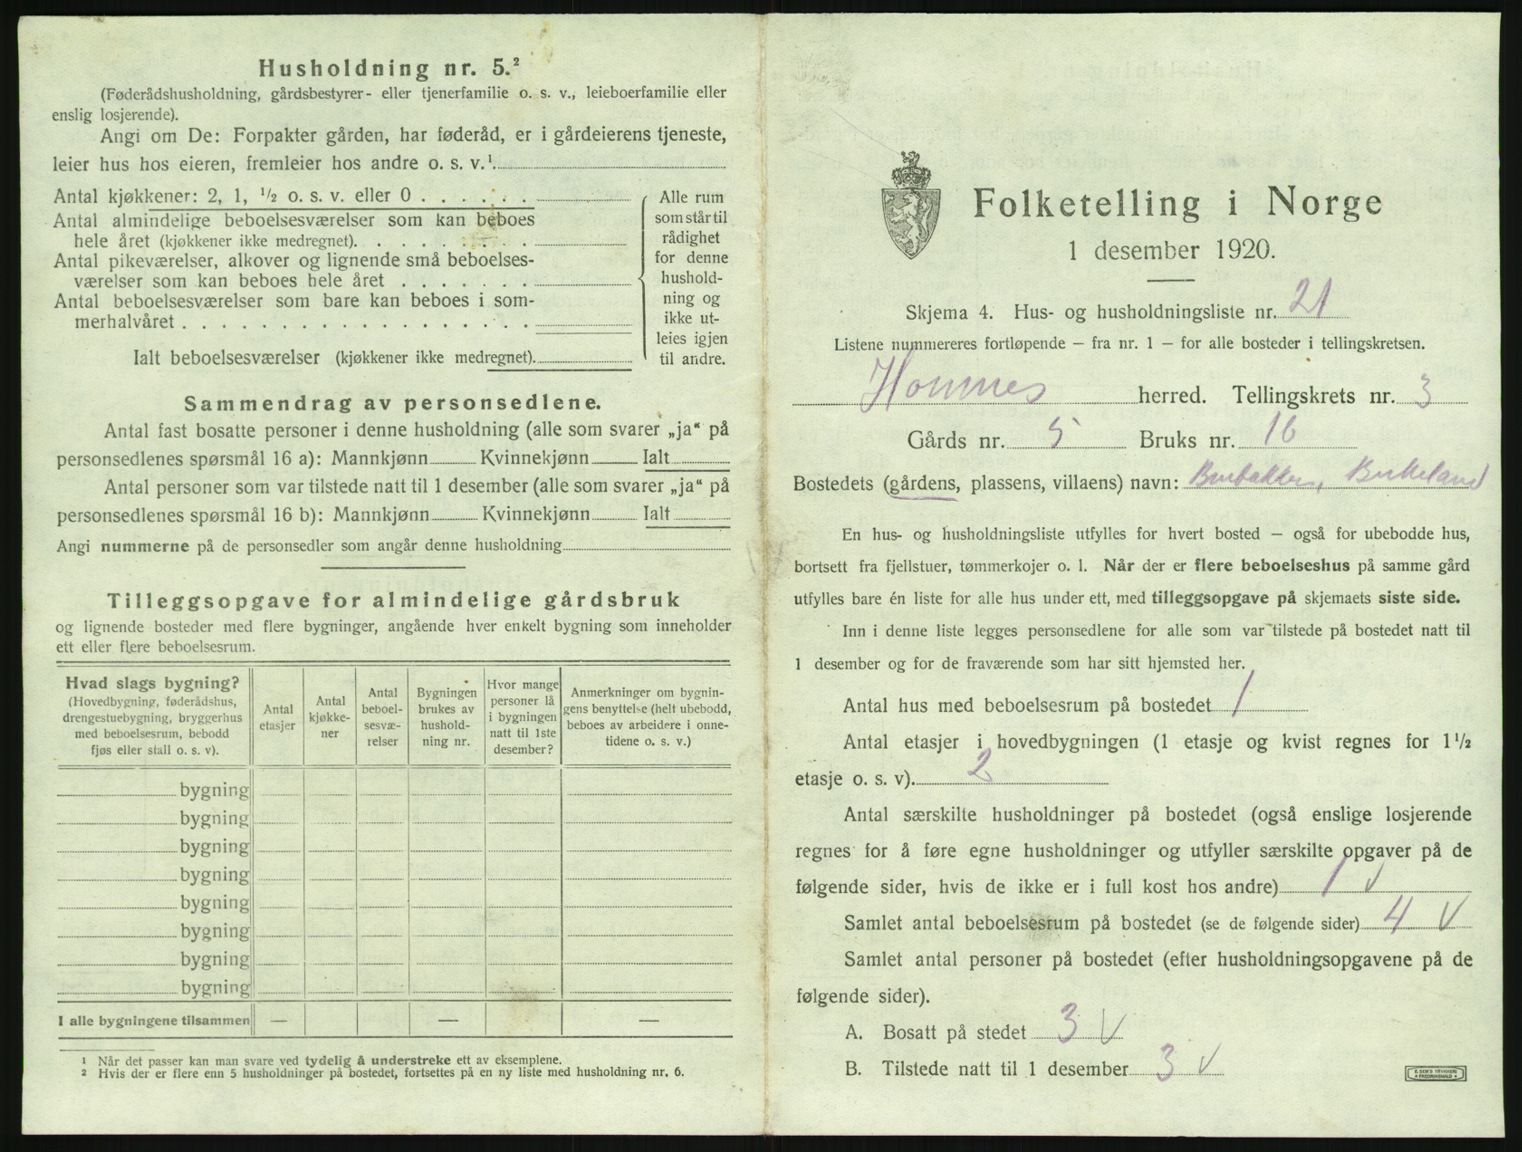 Husholdning nr. 5.²
(Føderådshusholdning, gårdsbestyrer- eller tjenerfamilie o. s. v., leieboerfamilie eller
enslig losjerende).
Angi om De: Forpakter gården, har føderåd, er i gårdeierens tjeneste,
leier hus hos eieren, fremleier hos andre o. s. v.¹
Antal kjøkkener: 2, 1, ½ o. s. v. eller 0 . . . . . .
Antal almindelige beboelsesværelser som kan beboes
hele året (kjøkkener ikke medregnet). . . . . . . . .
Antal pikeværelser, alkover og lignende små beboelses-
værelser som kan beboes hele året . . . . . . .
Antal beboelsesværelser som bare kan beboes i som-
merhalvåret . . . . . . . . . . . . . . . . . .
Ialt beboelsesværelser (kjøkkener ikke medregnet).
Alle rum
som står til
rådighet
for denne
hushold-
ning og
ikke ut-
leies igjen
til andre.
Sammendrag av personsedlene.
Antal fast bosatte personer i denne husholdning (alle som svarer „ja“ på
personsedlenes spørsmål 16 a): Mannkjønn Kvinnekjønn Ialt
Antal personer som var tilstede natt til 1 desember (alle som svarer „ja“ på
personsedlenes spørsmål 16 b): Mannkjønn Kvinnekjønn Ialt
Angi nummerne på de personsedler som angår denne husholdning
Tilleggsopgave for almindelige gårdsbruk
og lignende bosteder med flere bygninger, angående hver enkelt bygning som inneholder
ett eller flere beboelsesrum.
Hvad slags bygning?
(Hovedbygning, føderådshus,
drengestuebygning, bryggerhus
med beboelsesrum, bebodd
fjøs eller stall o. s. v.).
Antal
etasjer
Antal
kjøkke-
ner
Antal
beboel-
sesvæ-
relser
Bygningen
brukes av
hushold-
ning nr.
Hvor mange
personer lå
i bygningen
natt til 1ste
desember?
Anmerkninger om bygnin-
gens benyttelse (helt ubebodd,
beboes av arbeidere i onne-
tidene o. s. v.)
bygning
bygning
bygning
bygning
bygning
bygning
bygning
bygning
I alle bygningene tilsammen — — —
¹ Når det passer kan man svare ved tydelig å understreke ett av eksemplene.
² Hvis der er flere enn 5 husholdninger på bostedet, fortsettes på en ny liste med husholdning nr. 6.
Folketelling i Norge
1 desember 1920.
Skjema 4. Hus- og husholdningsliste nr. 21
Listene nummereres fortløpende — fra nr. 1 — for alle bosteder i tellingskretsen.
Hommes herred. Tellingskrets nr. 3
Gårds nr. 5 Bruks nr. 16
Bostedets (gårdens, plassens, villaens) navn: Birkeland
En hus- og husholdningsliste utfylles for hvert bosted — også for ubebodde hus,
bortsett fra fjellstuer, tømmerkojer o. l. Når der er flere beboelseshus på samme gård
utfylles bare én liste for alle hus under ett, med tilleggsopgave på skjemaets siste side.
Inn i denne liste legges personsedlene for alle som var tilstede på bostedet natt til
1 desember og for de fraværende som har sitt hjemsted her.
Antal hus med beboelsesrum på bostedet 1
Antal etasjer i hovedbygningen (1 etasje og kvist regnes for 1½
etasje o. s. v). 2
Antal særskilte husholdninger på bostedet (også enslige losjerende
regnes for å føre egne husholdninger og utfyller særskilte opgaver på de
følgende sider, hvis de ikke er i full kost hos andre) 1 V
Samlet antal beboelsesrum på bostedet (se de følgende sider) 4 V
Samlet antal personer på bostedet (efter husholdningsopgavene på de
følgende sider).
A. Bosatt på stedet 3 V
B. Tilstede natt til 1 desember 3 V